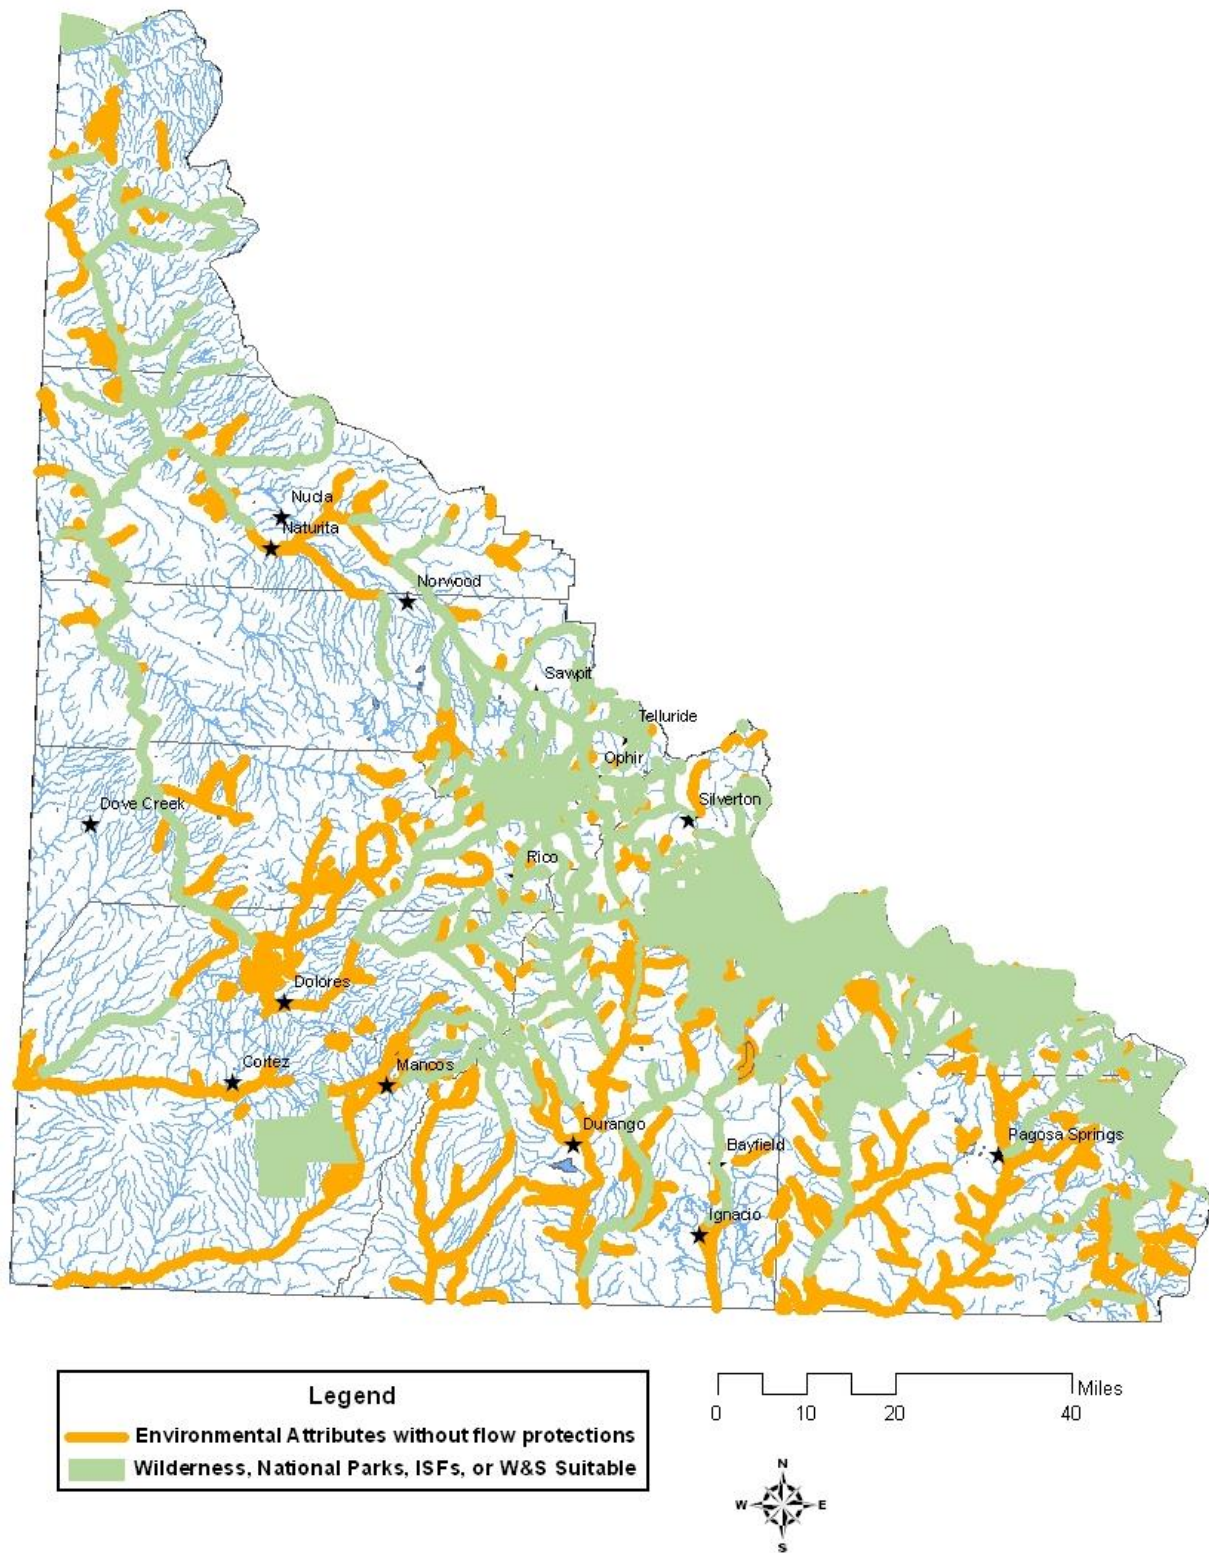 Nucla
Naturita
Norwood
Sawpit
Telluride
Ophir
Dove Creek
Silverton
Rico
Dolores
Cortez
Mancos
Durango
Bayfield
Pagosa Springs
Ignacio
Legend
Environmental Attributes without flow protections
Wilderness, National Parks, ISFs, or W&S Suitable
Miles
0 10 20 40
N
W E
S